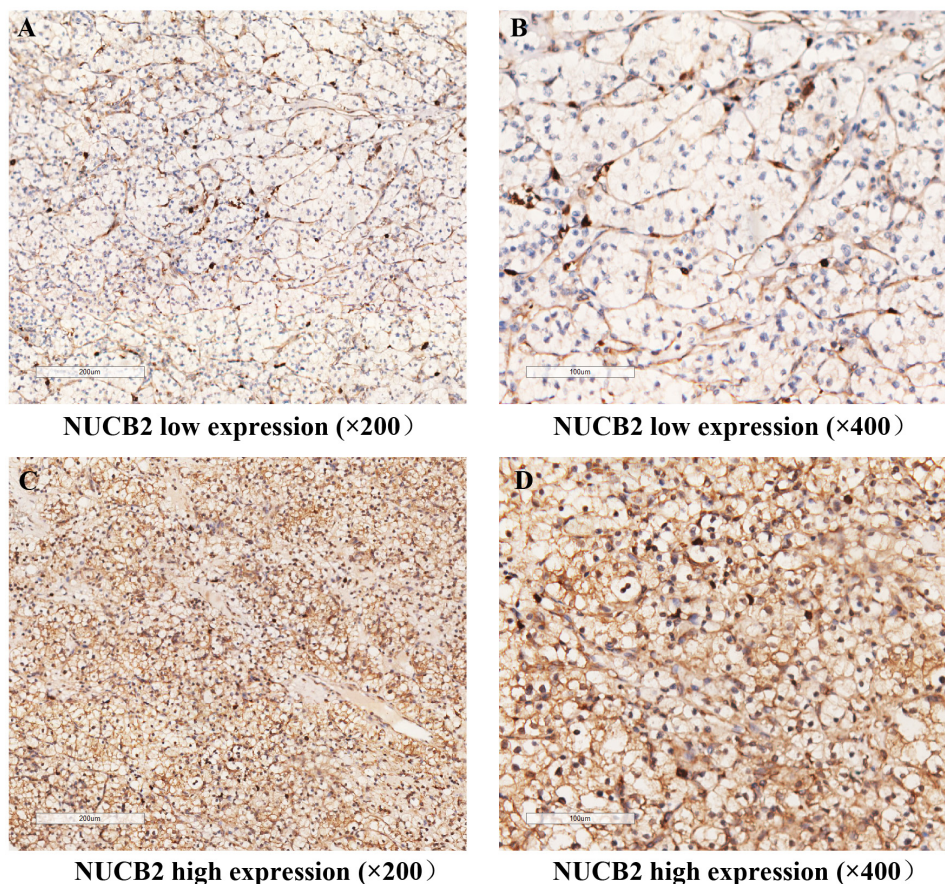 A
B
200um
100um
NUCB2 low expression (×200）
NUCB2 low expression (×400）
C
D
200um
100um
NUCB2 high expression (×200）
NUCB2 high expression (×400）